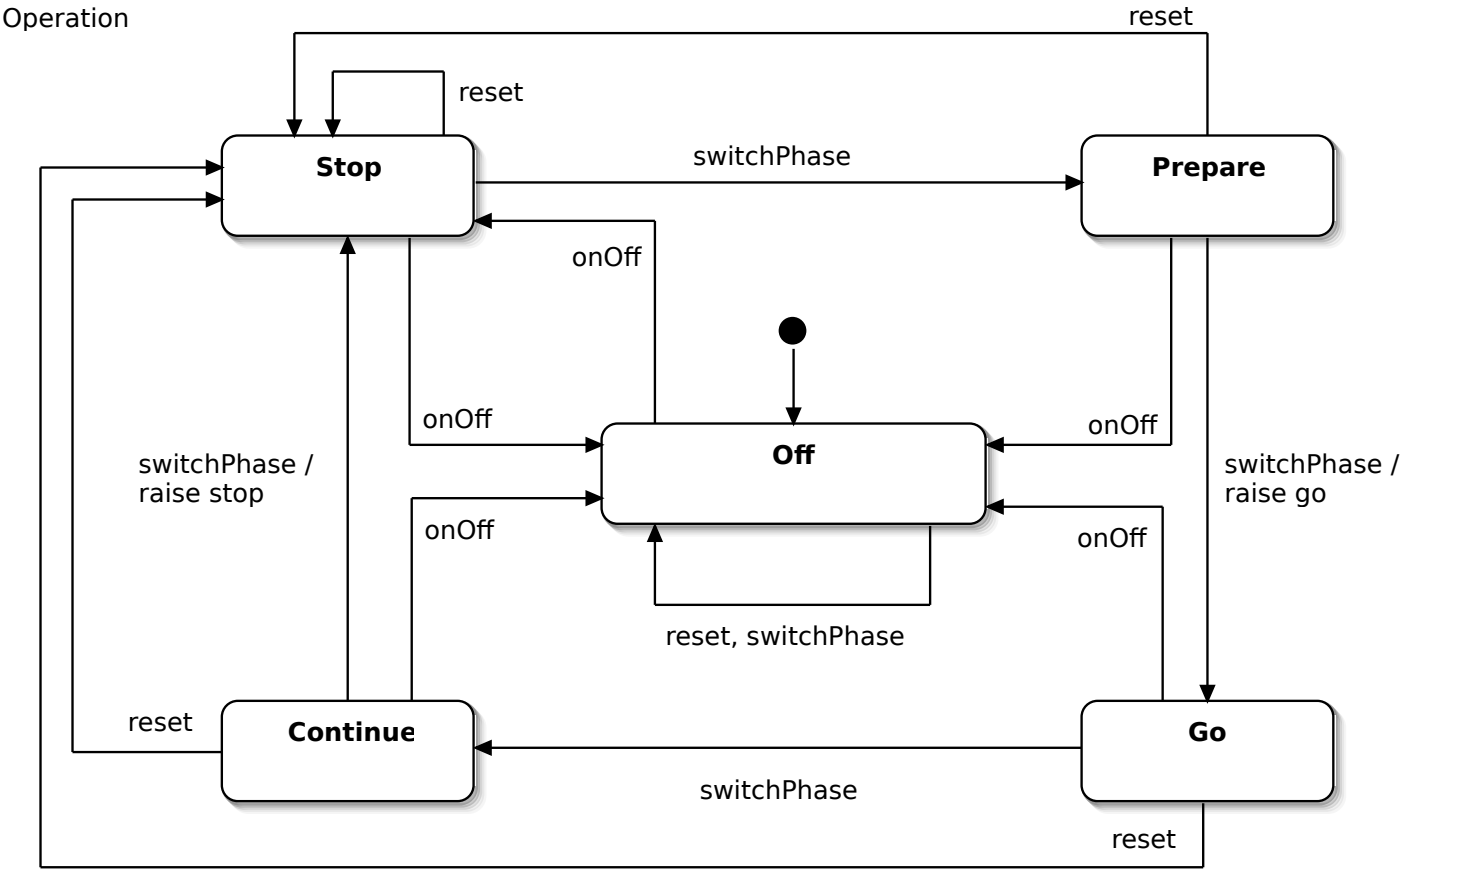 Operation
reset
reset
Stop
switchPhase
Prepare
onOff
onOff
onOff
Off
switchPhase /
raise stop
switchPhase /
raise go
onOff
onOff
reset, switchPhase
reset
Continue
Go
switchPhase
reset